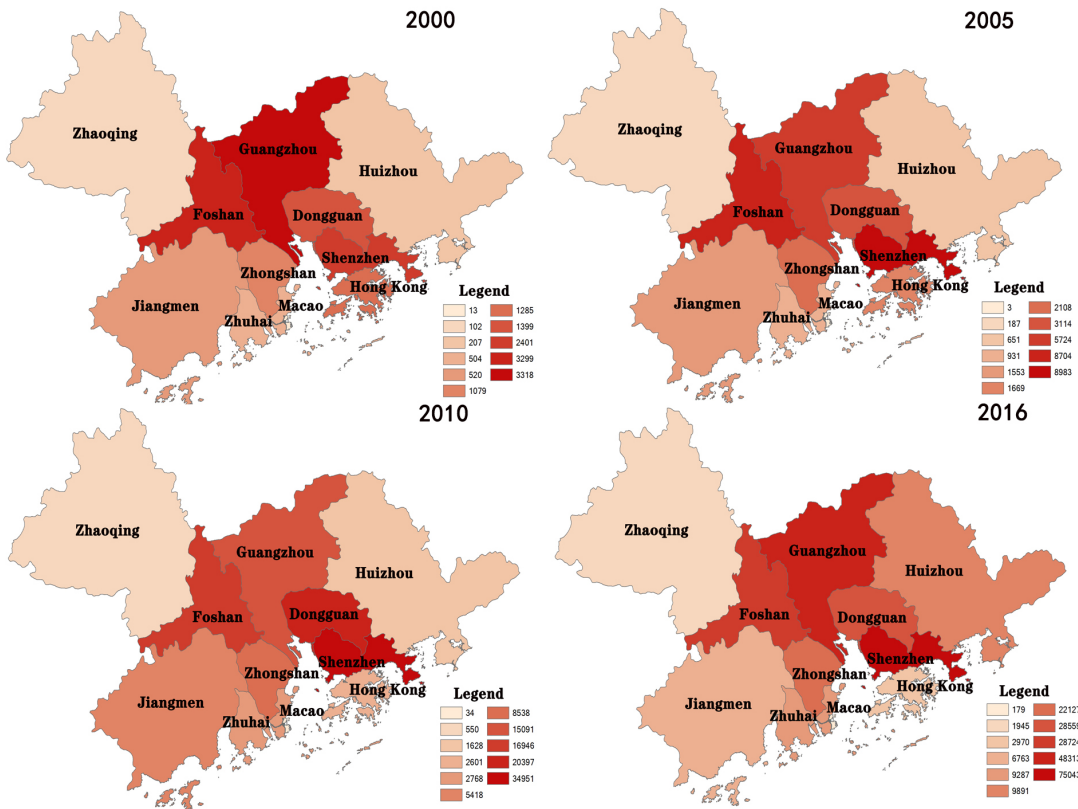 2000
Zhaoqing
Guangzhou
Huizhou
Foshan
Dongguan
Shenzhen
Zhongshan
Hong Kong
Jiangmen
Macao
Zhuhai
Legend
13 1285
102 1399
207 2401
504 3299
520 3318
1079
2005
Zhaoqing
Guangzhou
Huizhou
Foshan
Dongguan
Shenzhen
Zhongshan
Hong Kong
Jiangmen
Macao
Zhuhai
Legend
3 2108
187 3114
651 5724
931 8704
1553 8983
1669
2010
Zhaoqing
Guangzhou
Huizhou
Foshan
Dongguan
Shenzhen
Zhongshan
Hong Kong
Jiangmen
Macao
Zhuhai
Legend
34 8538
550 15091
1628 16946
2601 20397
2768 34951
5418
2016
Zhaoqing
Guangzhou
Huizhou
Foshan
Dongguan
Shenzhen
Zhongshan
Hong Kong
Jiangmen
Macao
Zhuhai
Legend
179 22127
1945 28559
2970 28724
6763 48313
9287 75043
9891